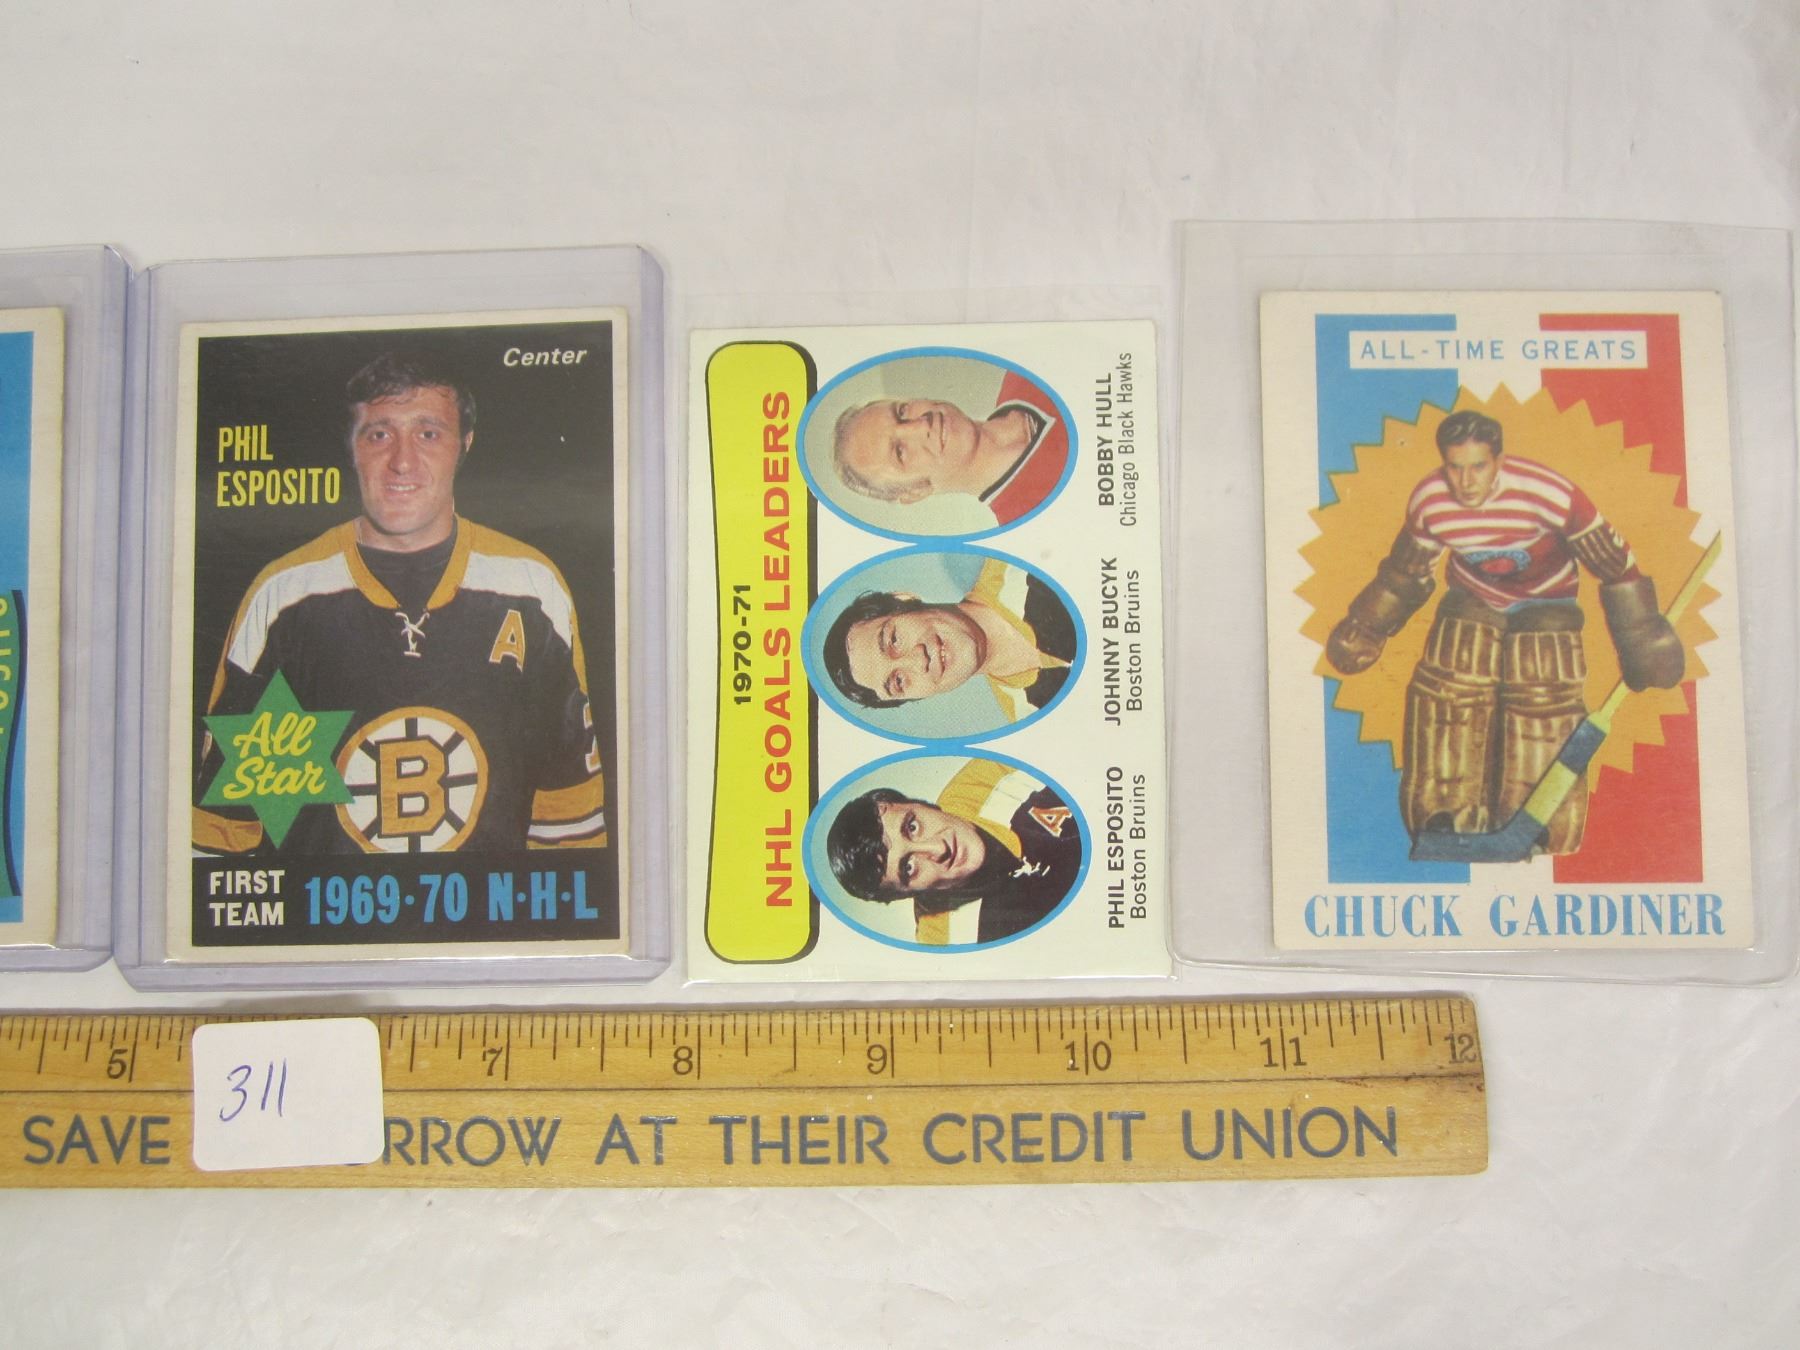 Center
PHIL
ESPOSITO
A
All
Star
B
FIRST
TEAM
1969·70 N·H·L
1970-71
NHL GOALS LEADERS
PHIL ESPOSITO
Boston Bruins
JOHNNY BUCYK
Boston Bruins
BOBBY HULL
Chicago Black Hawks
A
ALL-TIME GREATS
CHUCK GARDINER
5 7 8 9 10 11 12
311
SAVE RROW AT THEIR CREDIT UNION